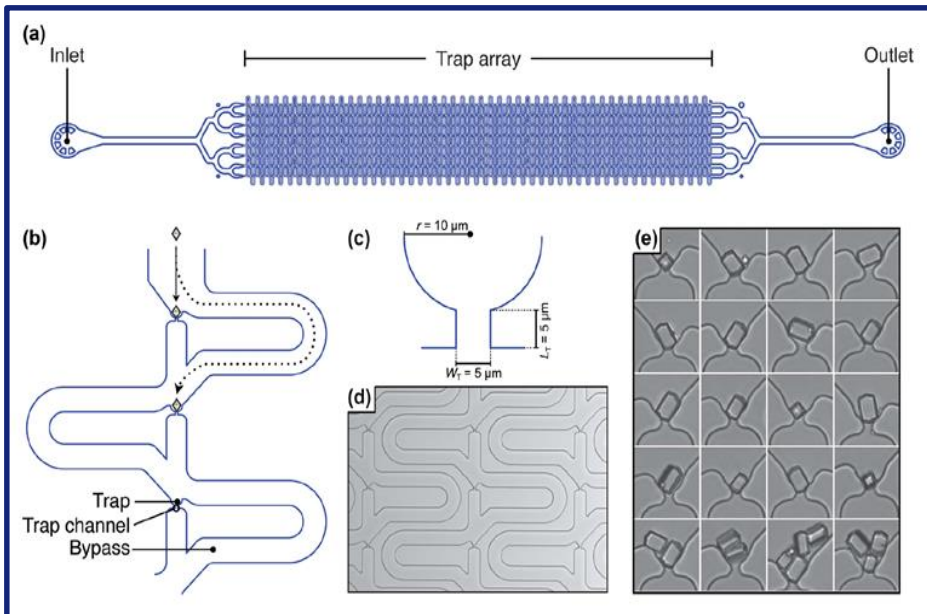 (a)
Inlet
Trap array
Outlet
(b)
(c)
r = 10 µm
L_T = 5 µm
W_T = 5 µm
(d)
(e)
Trap
Trap channel
Bypass